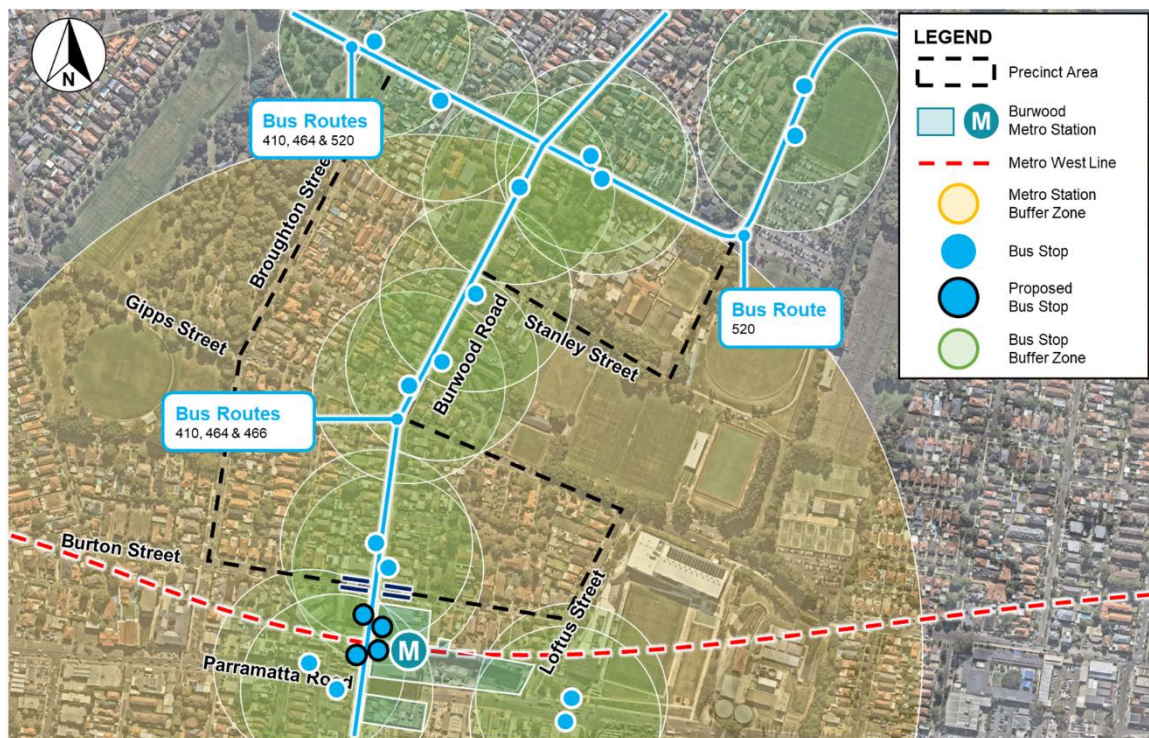 N
Bus Routes
410, 464 & 520
Broughton Street
Gipps Street
Burwood Road
Stanley Street
Bus Route
520
Bus Routes
410, 464 & 466
Burton Street
Parramatta Road
M
Loftus Street
LEGEND
Precinct Area
M
Burwood
Metro Station
Metro West Line
Metro Station
Buffer Zone
Bus Stop
Proposed
Bus Stop
Bus Stop
Buffer Zone